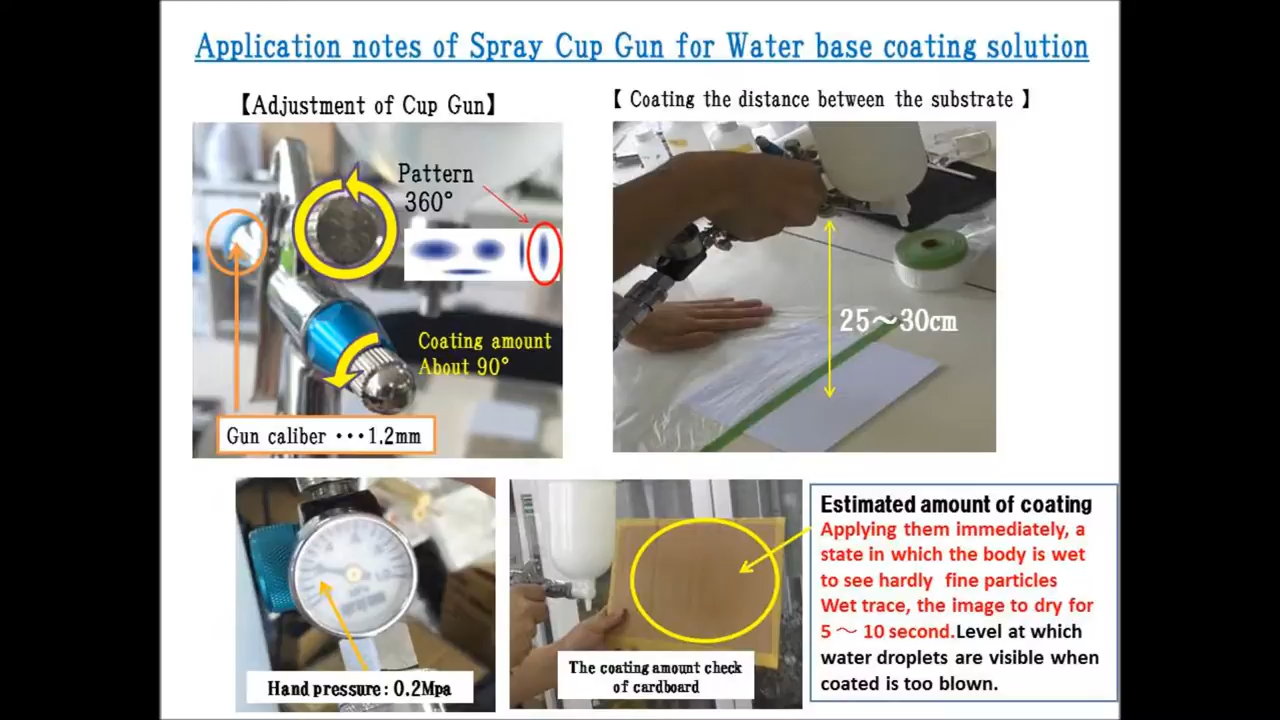 Application notes of Spray Cup Gun for Water base coating solution
【Adjustment of Cup Gun】
Pattern
360°
Coating amount
About 90°
Gun caliber ・・・1.2mm
【 Coating the distance between the substrate 】
25～30cm
Hand pressure : 0.2Mpa
The coating amount check
of cardboard
Estimated amount of coating
Applying them immediately, a
state in which the body is wet
to see hardly fine particles
Wet trace, the image to dry for
5 ～ 10 second.Level at which
water droplets are visible when
coated is too blown.